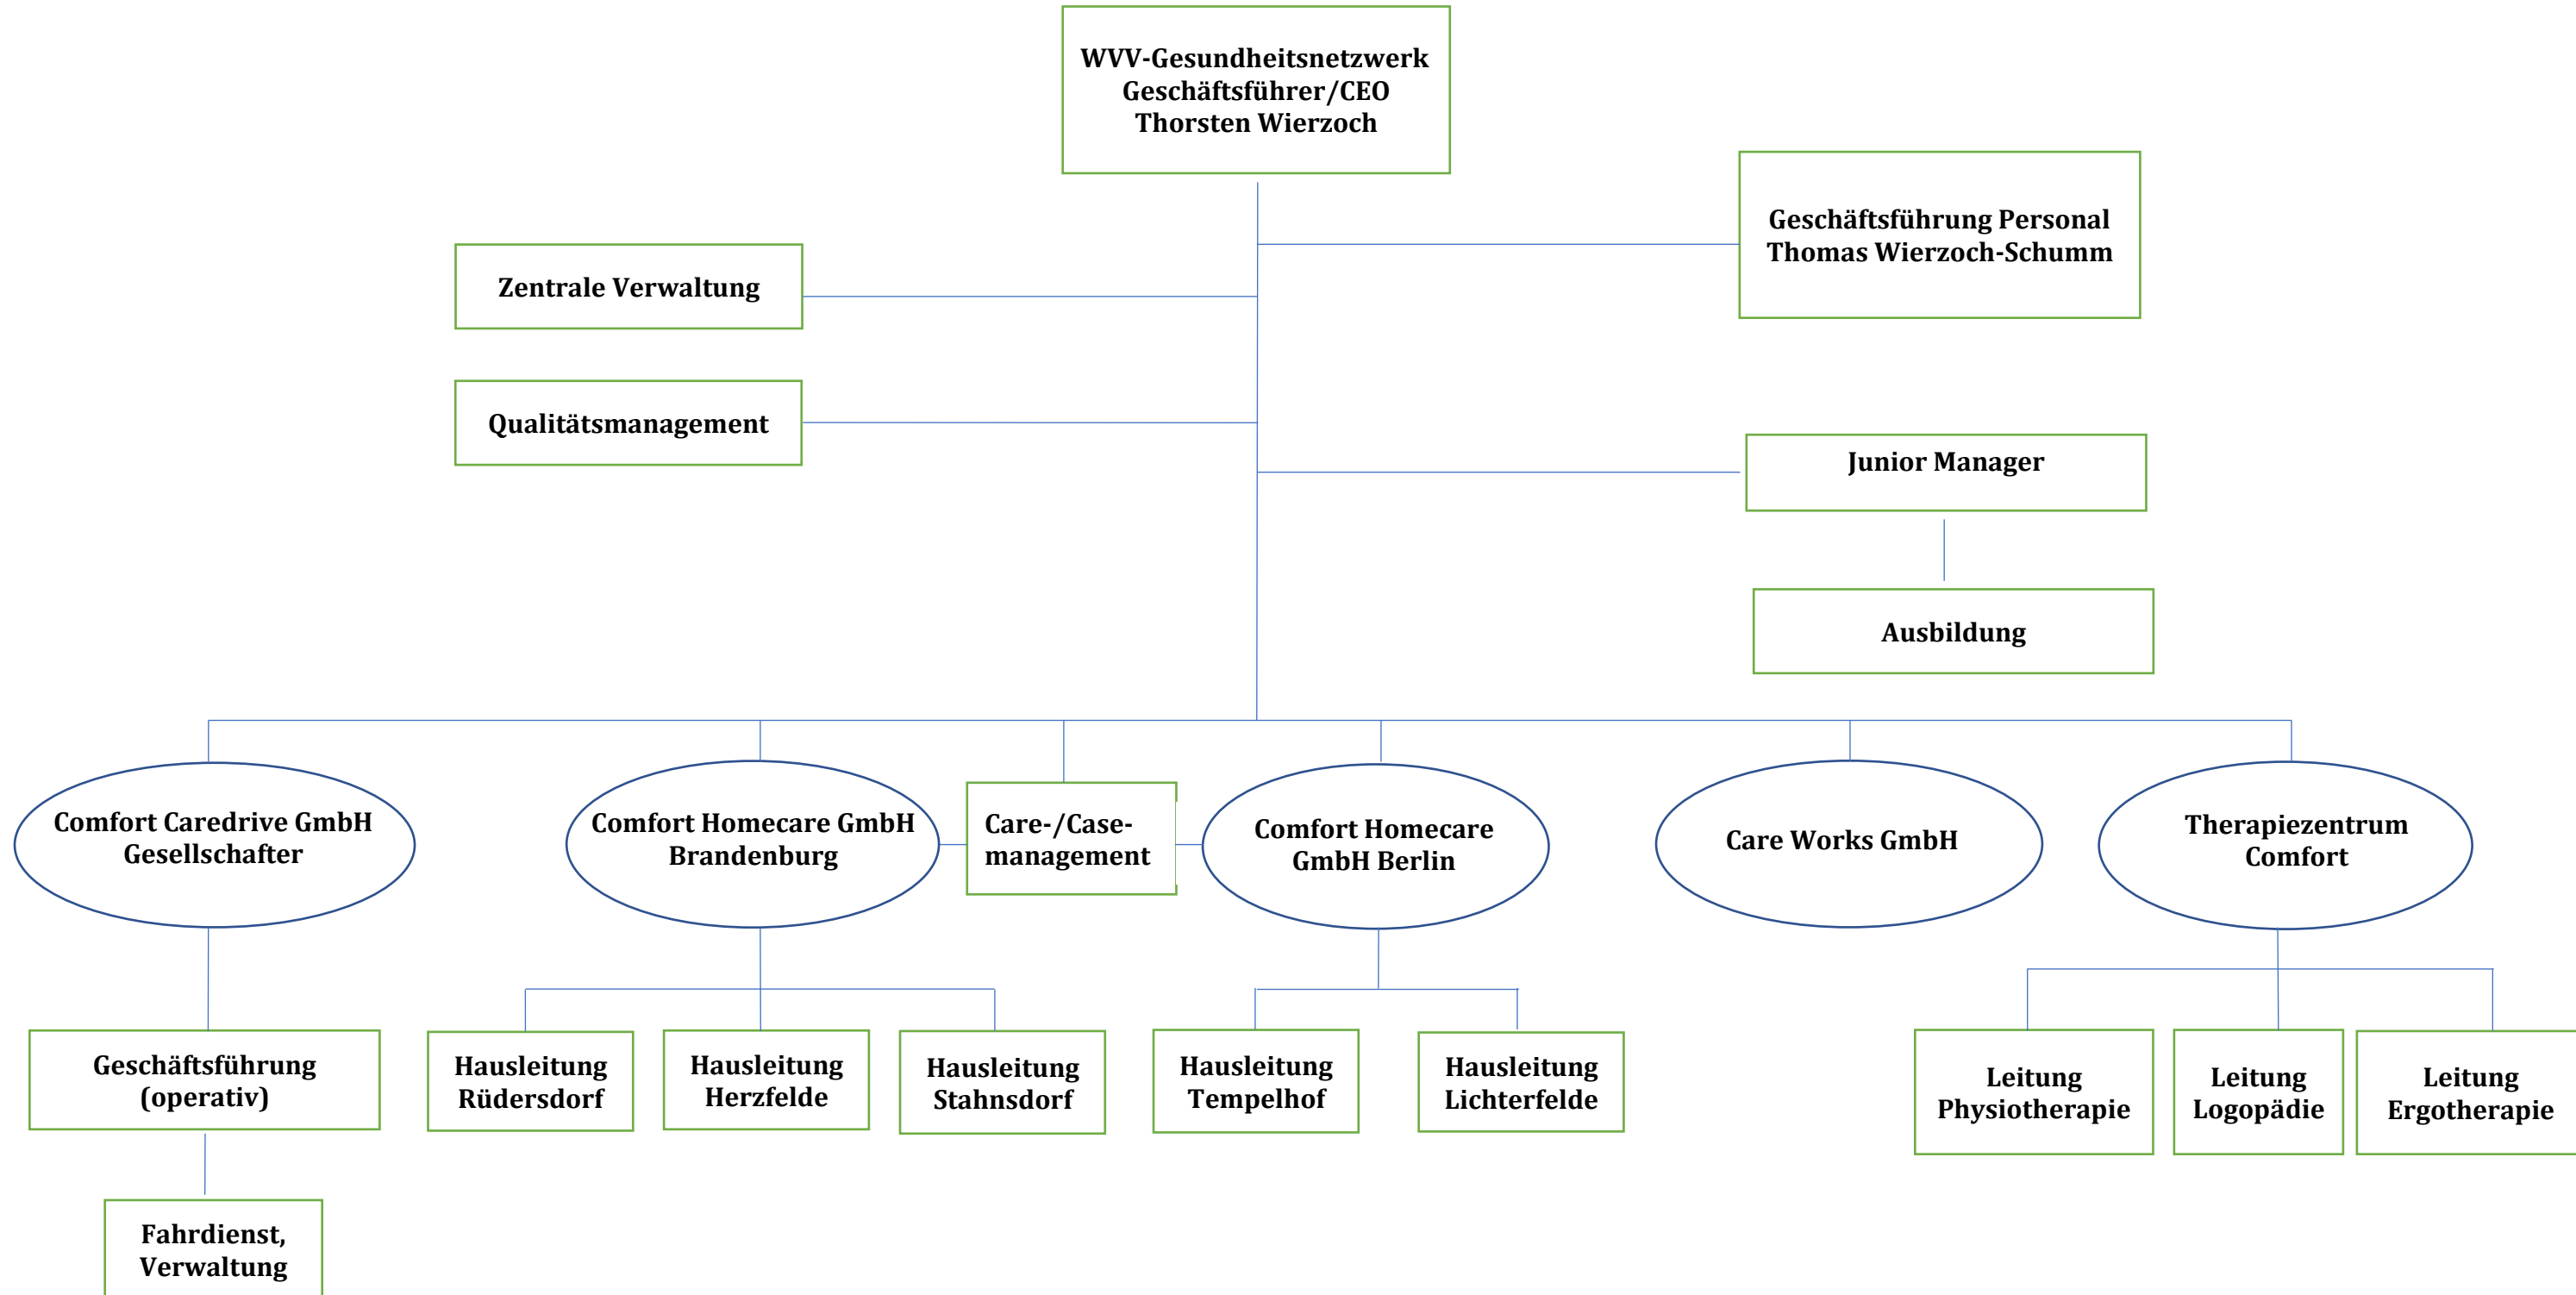 WVV-Gesundheitsnetzwerk
Geschäftsführer/CEO
Thorsten Wierzoch
Geschäftsführung Personal
Thomas Wierzoch-Schumm
Zentrale Verwaltung
Qualitätsmanagement
Junior Manager
Ausbildung
Comfort Caredrive GmbH
Gesellschafter
Comfort Homecare GmbH
Brandenburg
Care-/Case-
management
Comfort Homecare
GmbH Berlin
Care Works GmbH
Therapiezentrum
Comfort
Geschäftsführung
(operativ)
Hausleitung
Rüdersdorf
Hausleitung
Herzfelde
Hausleitung
Stahnsdorf
Hausleitung
Tempelhof
Hausleitung
Lichterfelde
Leitung
Physiotherapie
Leitung
Logopädie
Leitung
Ergotherapie
Fahrdienst,
Verwaltung